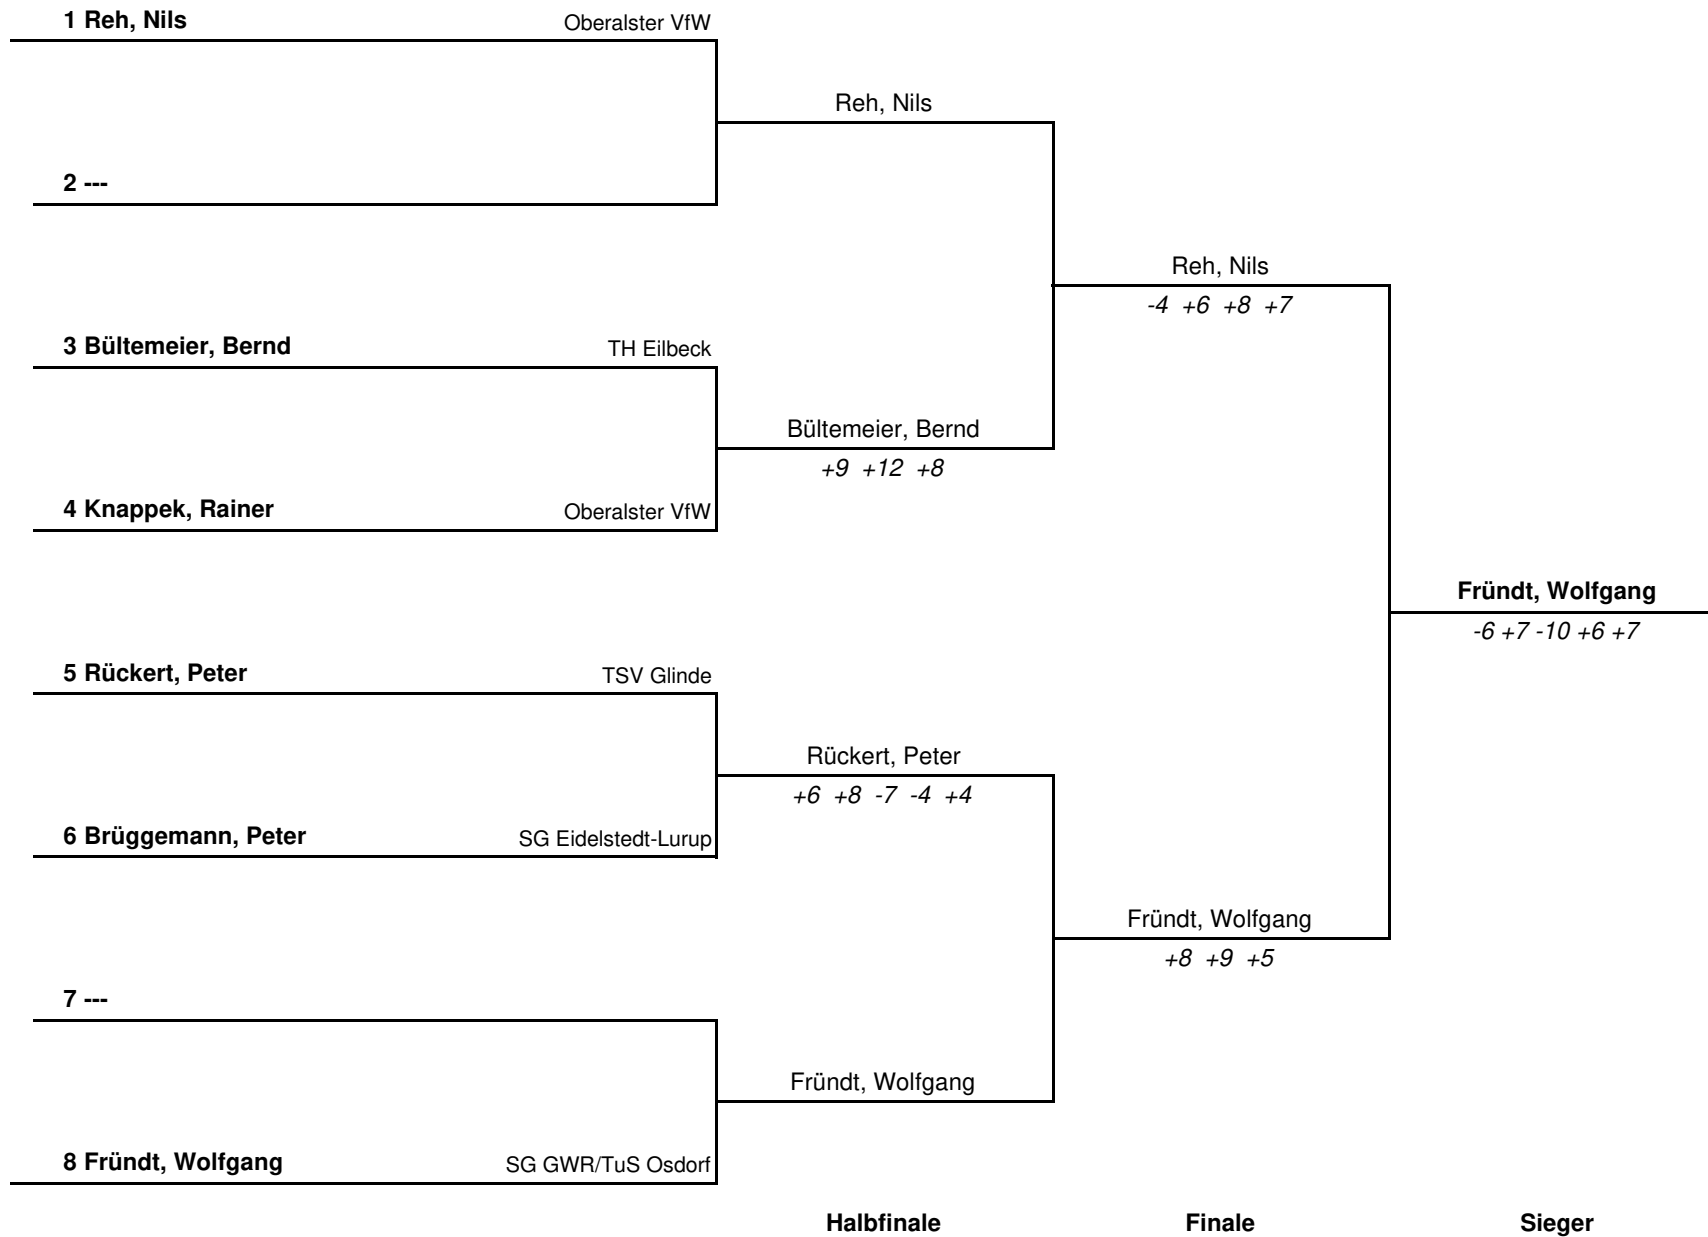 1 Reh, Nils Oberalster VfW
Reh, Nils
2 ---
Reh, Nils
-4 +6 +8 +7
3 Bültemeier, Bernd TH Eilbeck
Bültemeier, Bernd
+9 +12 +8
4 Knappek, Rainer Oberalster VfW
Fründt, Wolfgang
-6 +7 -10 +6 +7
5 Rückert, Peter TSV Glinde
Rückert, Peter
+6 +8 -7 -4 +4
6 Brüggemann, Peter SG Eidelstedt-Lurup
Fründt, Wolfgang
+8 +9 +5
7 ---
Fründt, Wolfgang
8 Fründt, Wolfgang SG GWR/TuS Osdorf
Halbfinale Finale Sieger